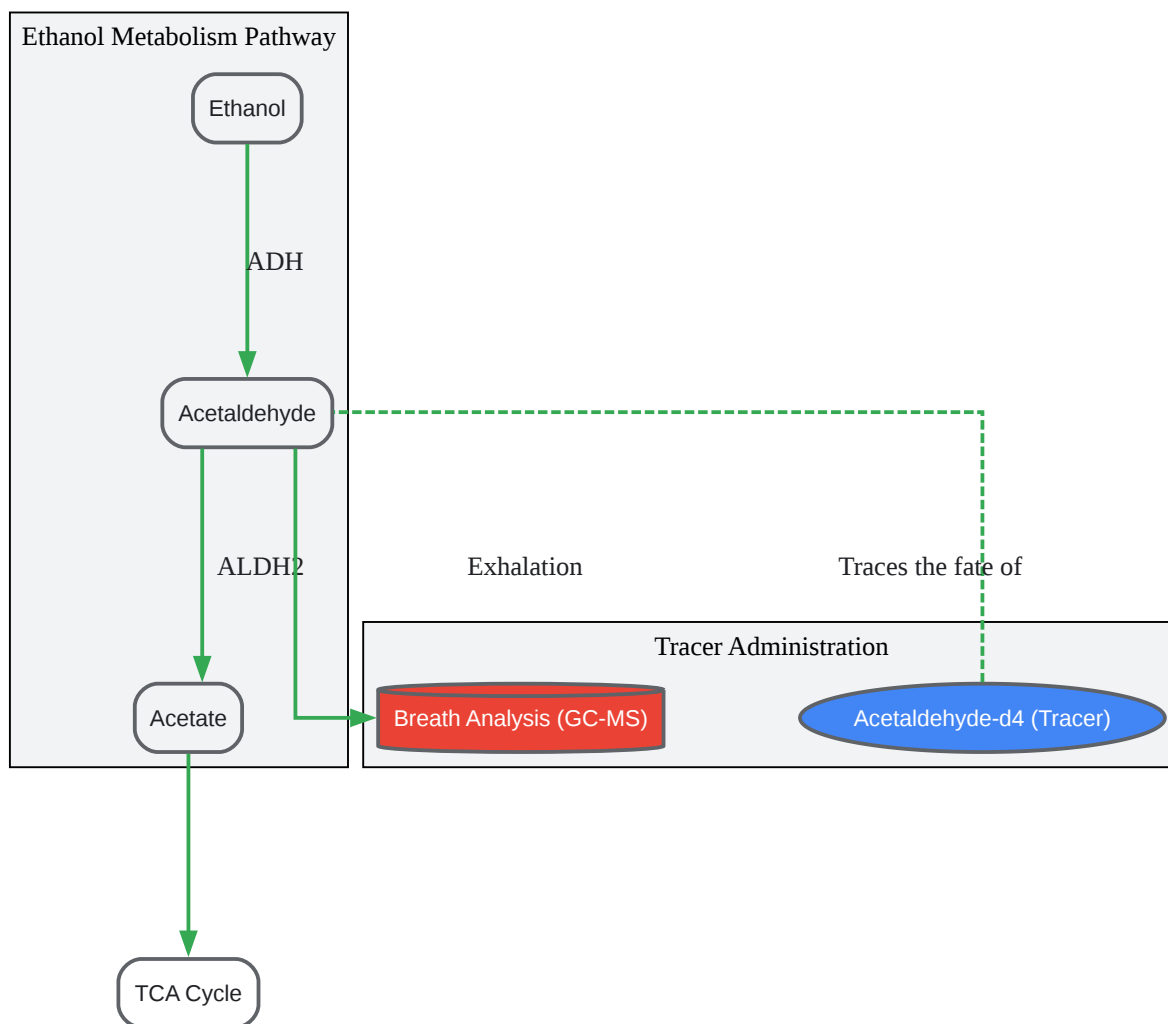 Ethanol Metabolism Pathway
Ethanol
ADH
Acetaldehyde
ALDH2
Exhalation
Traces the fate of
Tracer Administration
Acetate
Breath Analysis (GC-MS)
Acetaldehyde-d4 (Tracer)
TCA Cycle